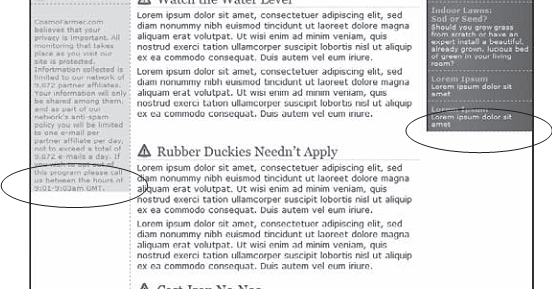 Watch the Water Level
Lorem ipsum dolor sit amet, consectetuer adipiscing elit, sed
diam nonummy nibh euismod tincidunt ut laoreet dolore magna
aliquam erat volutpat. Ut wisi enim ad minim veniam, quis
nostrud exerci tation ullamcorper suscipit lobortis nisl ut aliquip
ex ea commodo consequat. Duis autem vel eum iriure.
Lorem ipsum dolor sit amet, consectetuer adipiscing elit, sed
diam nonummy nibh euismod tincidunt ut laoreet dolore magna
aliquam erat volutpat. Ut wisi enim ad minim veniam, quis
nostrud exerci tation ullamcorper suscipit lobortis nisl ut aliquip
ex ea commodo consequat. Duis autem vel eum iriure.
Rubber Duckies Needn't Apply
Lorem ipsum dolor sit amet, consectetuer adipiscing elit, sed
diam nonummy nibh euismod tincidunt ut laoreet dolore magna
aliquam erat volutpat. Ut wisi enim ad minim veniam, quis
nostrud exerci tation ullamcorper suscipit lobortis nisl ut aliquip
ex ea commodo consequat. Duis autem vel eum iriure.
Lorem ipsum dolor sit amet, consectetuer adipiscing elit, sed
diam nonummy nibh euismod tincidunt ut laoreet dolore magna
aliquam erat volutpat. Ut wisi enim ad minim veniam, quis
nostrud exerci tation ullamcorper suscipit lobortis nisl ut aliquip
ex ea commodo consequat. Duis autem vel eum iriure.
CosmoFarmer.com
believes that your
privacy is important. All
monitoring that takes
place as you visit our
site is protected.
Information collected is
limited to our network of
9,872 partner affiliates.
Your information will only
be shared among them,
and as part of our
network's anti-spam
policy you will be limited
to one e-mail per
partner affiliate per day,
not to exceed a total of
9,872 e-mails a day. If
you wish to opt out of
this program please call
us between the hours of
9:01-9:03am GMT.
Indoor Lawns:
Sod or Seed?
Should you grow grass
from scratch or have an
expert install a beautiful,
already grown, lucous bed
of green in your living
room?
Lorem Ipsum
Lorem ipsum dolor sit
amet
Lorem Ipsum
Lorem ipsum dolor sit
amet